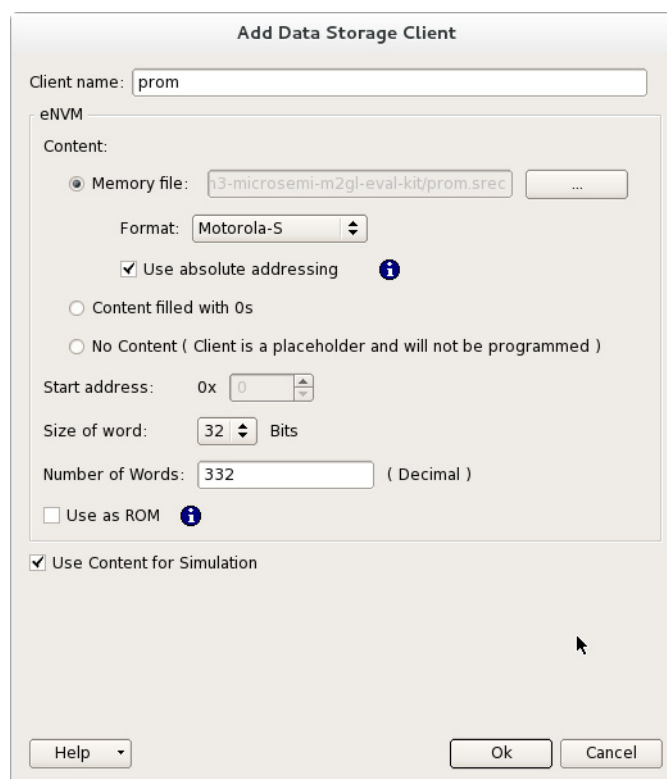 Add Data Storage Client
Client name: prom
eNVM
Content:
Memory file: n3-microsemi-m2gl-eval-kit/prom.srec ...
Format: Motorola-S
Use absolute addressing
Content filled with 0s
No Content ( Client is a placeholder and will not be programmed )
Start address: 0x 0
Size of word: 32 Bits
Number of Words: 332 ( Decimal )
Use as ROM
Use Content for Simulation
Help Ok Cancel